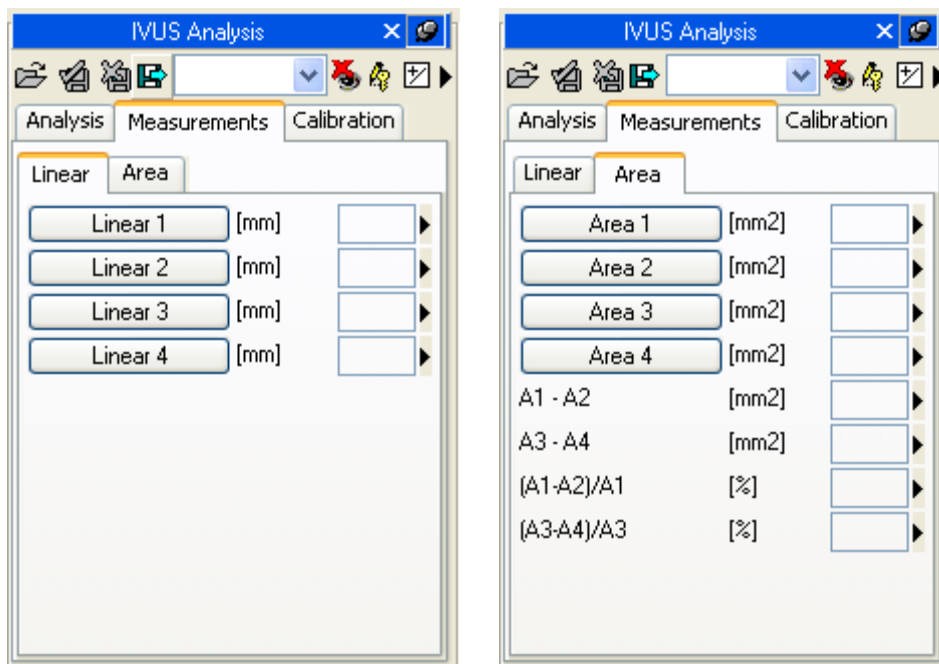 IVUS Analysis
Analysis Measurements Calibration
Linear Area
Linear 1 [mm]
Linear 2 [mm]
Linear 3 [mm]
Linear 4 [mm]
IVUS Analysis
Analysis Measurements Calibration
Linear Area
Area 1 [mm2]
Area 2 [mm2]
Area 3 [mm2]
Area 4 [mm2]
A1 - A2 [mm2]
A3 - A4 [mm2]
(A1-A2)/A1 [%]
(A3-A4)/A3 [%]